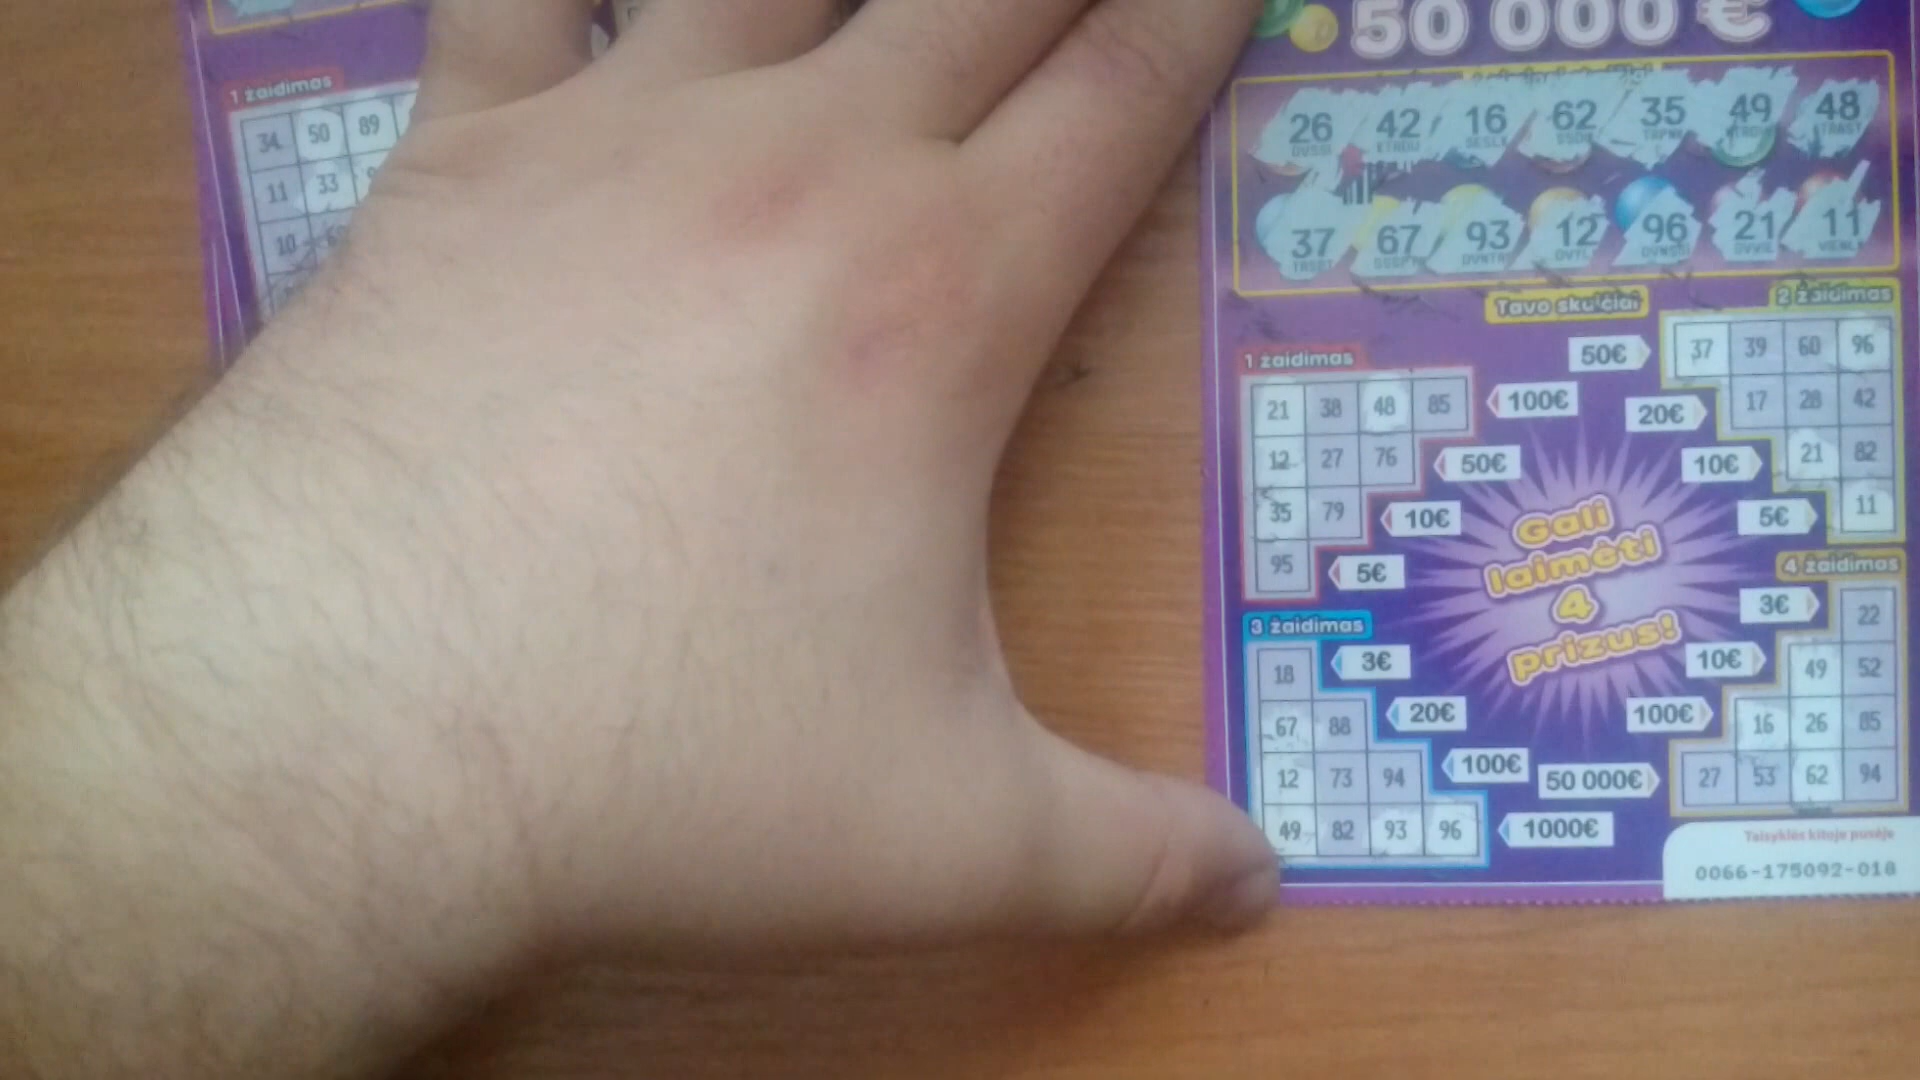 1 žaidimas
34 50 89
11 33
10
50 000 €
26 42 16 62 35 49 48
37 67 93 12 96 21 11
Tavo skaičiai
1 žaidimas
21 38 48 85 100€
12 27 76 50€
35 79 10€
95 5€
2 žaidimas
50€ 37 39 60 96
20€ 17 28 42
10€ 21 82
5€ 11
Gali
laimėti
4
prizus!
3 žaidimas
18 3€
67 88 20€
12 73 94 100€
49 82 93 96 1000€
4 žaidimas
3€ 22
10€ 49 52
100€ 16 26 85
50 000€ 27 53 62 94
Taisyklės kitoje pusėje
0066-175092-018